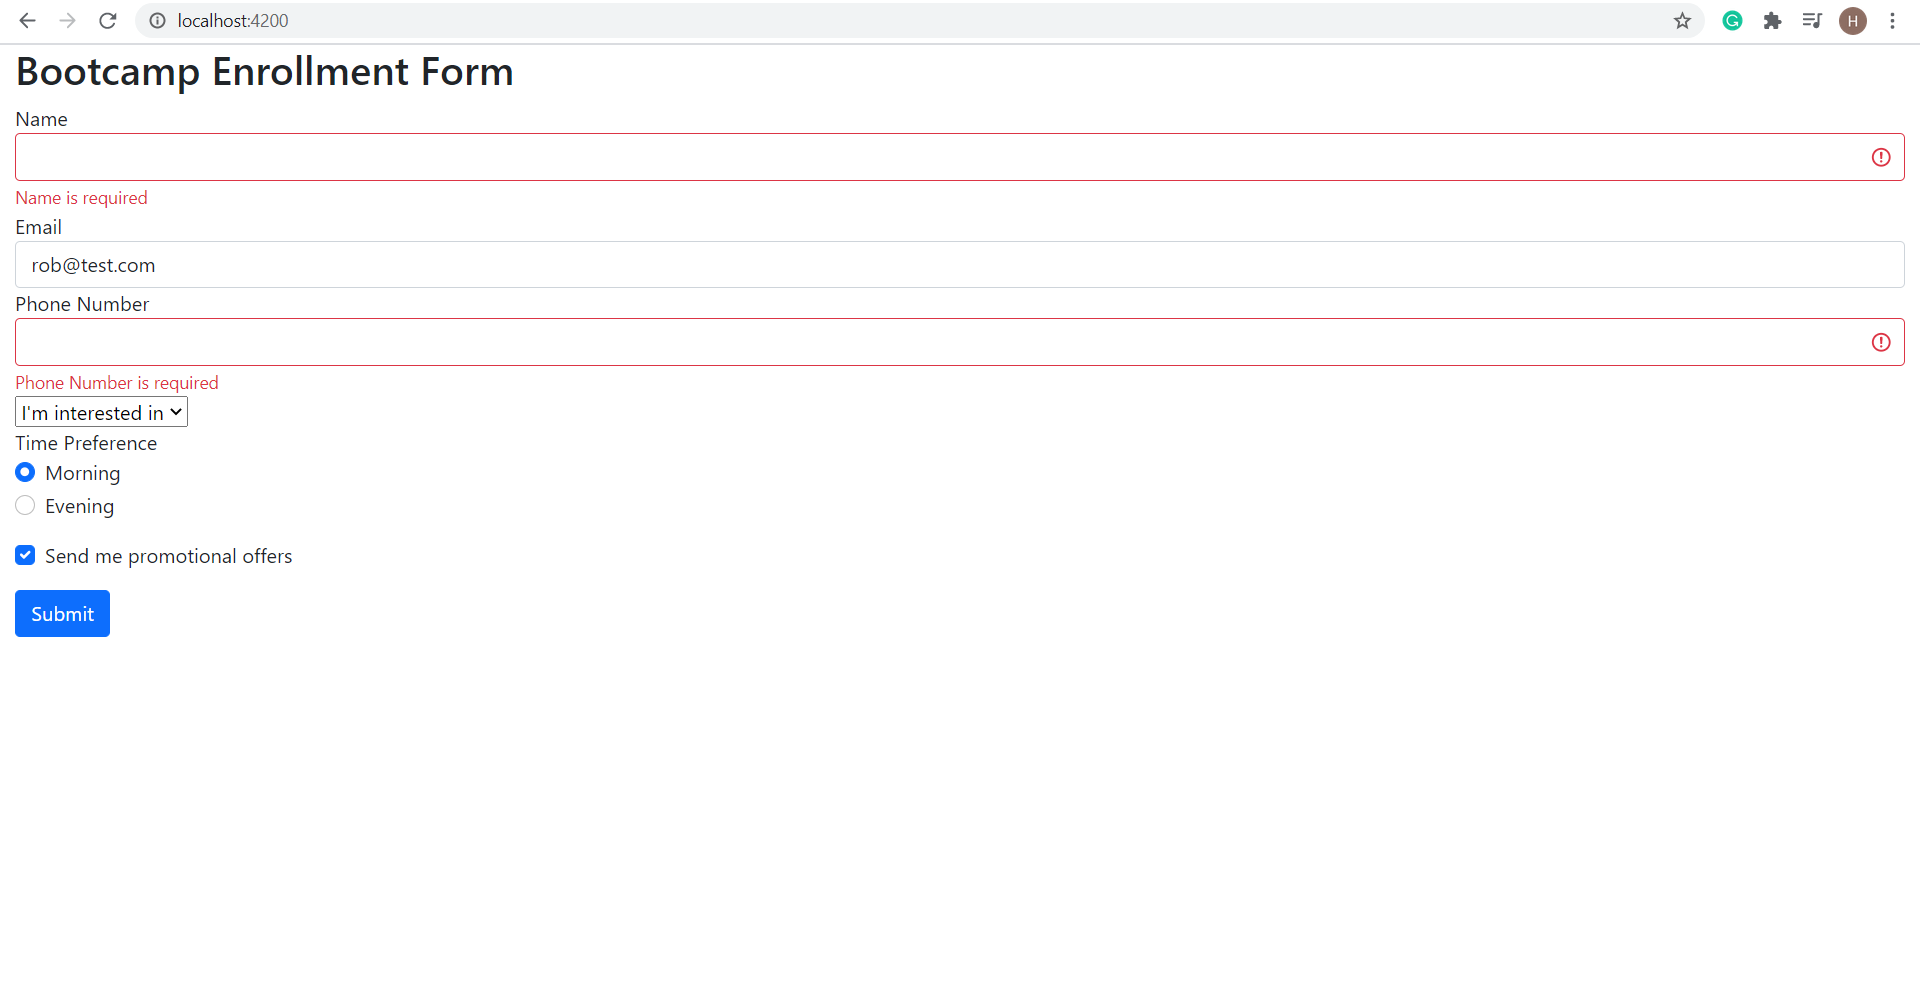 localhost:4200
H
Bootcamp Enrollment Form
Name
Name is required
Email
rob@test.com
Phone Number
Phone Number is required
I'm interested in
Time Preference
Morning
Evening
Send me promotional offers
Submit